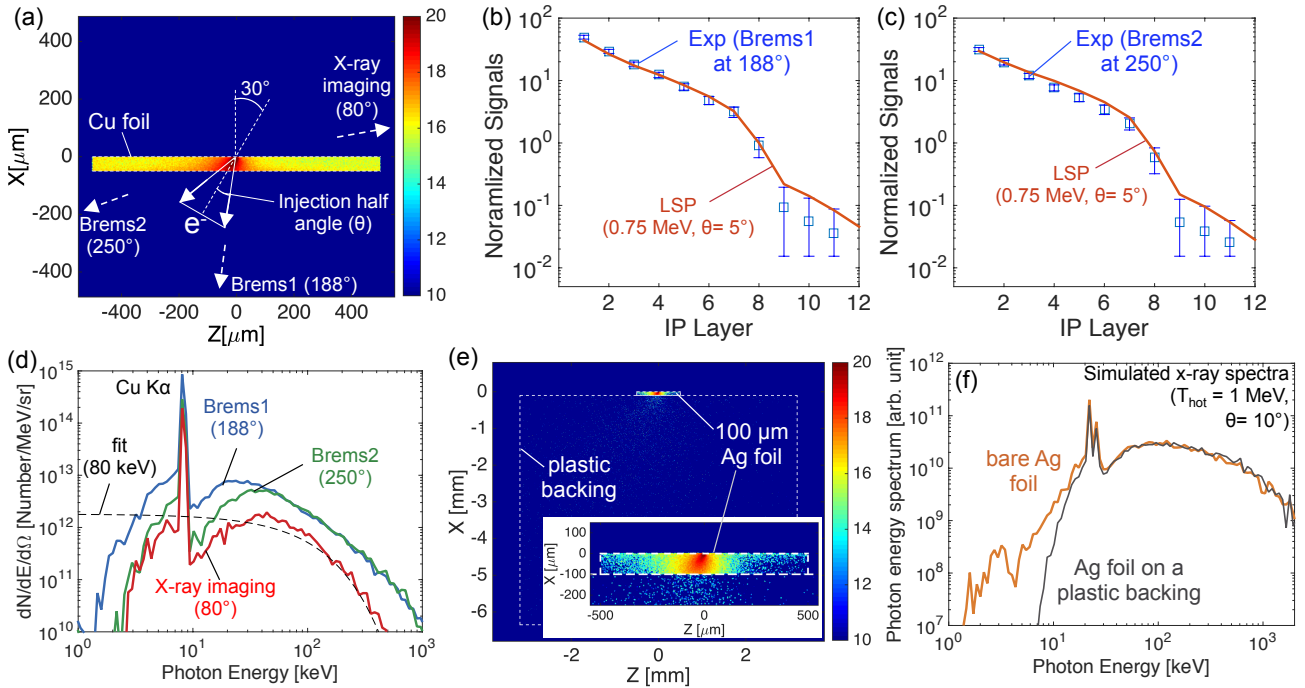 (a)
400
200
0
-200
-400
X[μm]
-400 -200 0 200 400
Z[μm]
30°
X-ray
imaging
(80°)
Cu foil
Injection half
angle (θ)
e-
Brems2
(250°)
Brems1 (188°)
20
18
16
14
12
10
(b)
10²
10¹
10⁰
10⁻¹
10⁻²
Noramlized Signals
Exp (Brems1
at 188°)
LSP
(0.75 MeV, θ= 5°)
2 4 6 8 10 12
IP Layer
(c)
10²
10¹
10⁰
10⁻¹
10⁻²
Normalized Signals
Exp (Brems2
at 250°)
LSP
(0.75 MeV, θ= 5°)
2 4 6 8 10 12
IP Layer
(d)
10¹⁵
10¹⁴
10¹³
10¹²
10¹¹
10¹⁰
dN/dE/dΩ [Number/MeV/sr]
Cu Kα
Brems1
(188°)
fit
(80 keV)
Brems2
(250°)
X-ray imaging
(80°)
10⁰ 10¹ 10² 10³
Photon Energy [keV]
(e)
0
-1
-2
-3
-4
-5
-6
X [mm]
100 μm
Ag foil
plastic
backing
100
0
-100
-200
X [μm]
-500 0 500
Z [μm]
-2 0 2
Z [mm]
20
18
16
14
12
10
(f)
10¹²
10¹¹
10¹⁰
10⁹
10⁸
10⁷
Photon energy spectrum [arb. unit]
Simulated x-ray spectra
(T_hot = 1 MeV,
θ= 10°)
bare Ag
foil
Ag foil on a
plastic backing
10⁰ 10¹ 10² 10³
Photon Energy [keV]